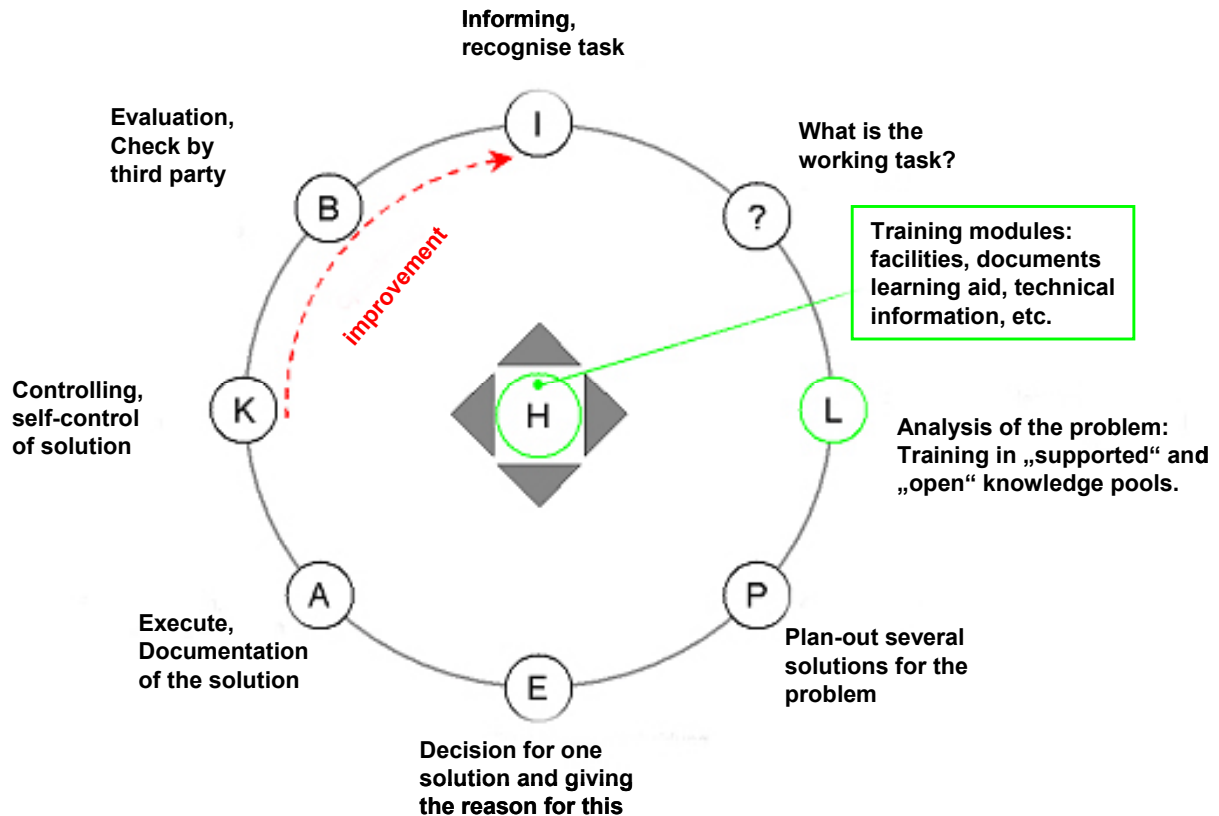 Informing,
recognise task
I
What is the
working task?
?
Training modules:
facilities, documents
learning aid, technical
information, etc.
L
Analysis of the problem:
Training in „supported“ and
„open“ knowledge pools.
P
Plan-out several
solutions for the
problem
E
Decision for one
solution and giving
the reason for this
A
Execute,
Documentation
of the solution
K
Controlling,
self-control
of solution
B
Evaluation,
Check by
third party
improvement
H